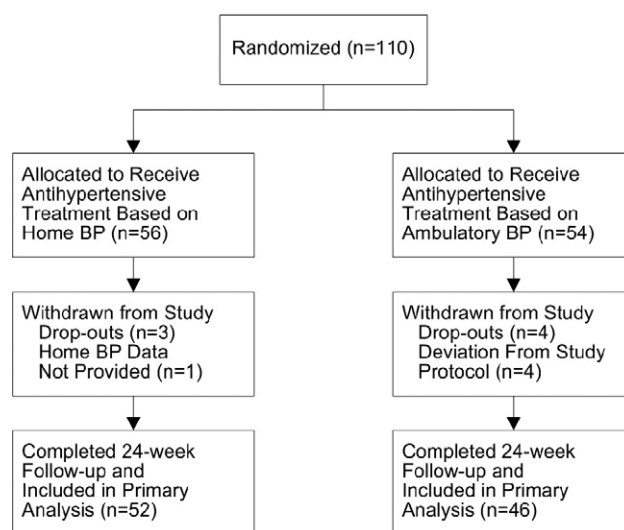 Randomized (n=110)
Allocated to Receive
Antihypertensive
Treatment Based on
Home BP (n=56)
Allocated to Receive
Antihypertensive
Treatment Based on
Ambulatory BP (n=54)
Withdrawn from Study
Drop-outs (n=3)
Home BP Data
Not Provided (n=1)
Withdrawn from Study
Drop-outs (n=4)
Deviation From Study
Protocol (n=4)
Completed 24-week
Follow-up and
Included in Primary
Analysis (n=52)
Completed 24-week
Follow-up and
Included in Primary
Analysis (n=46)